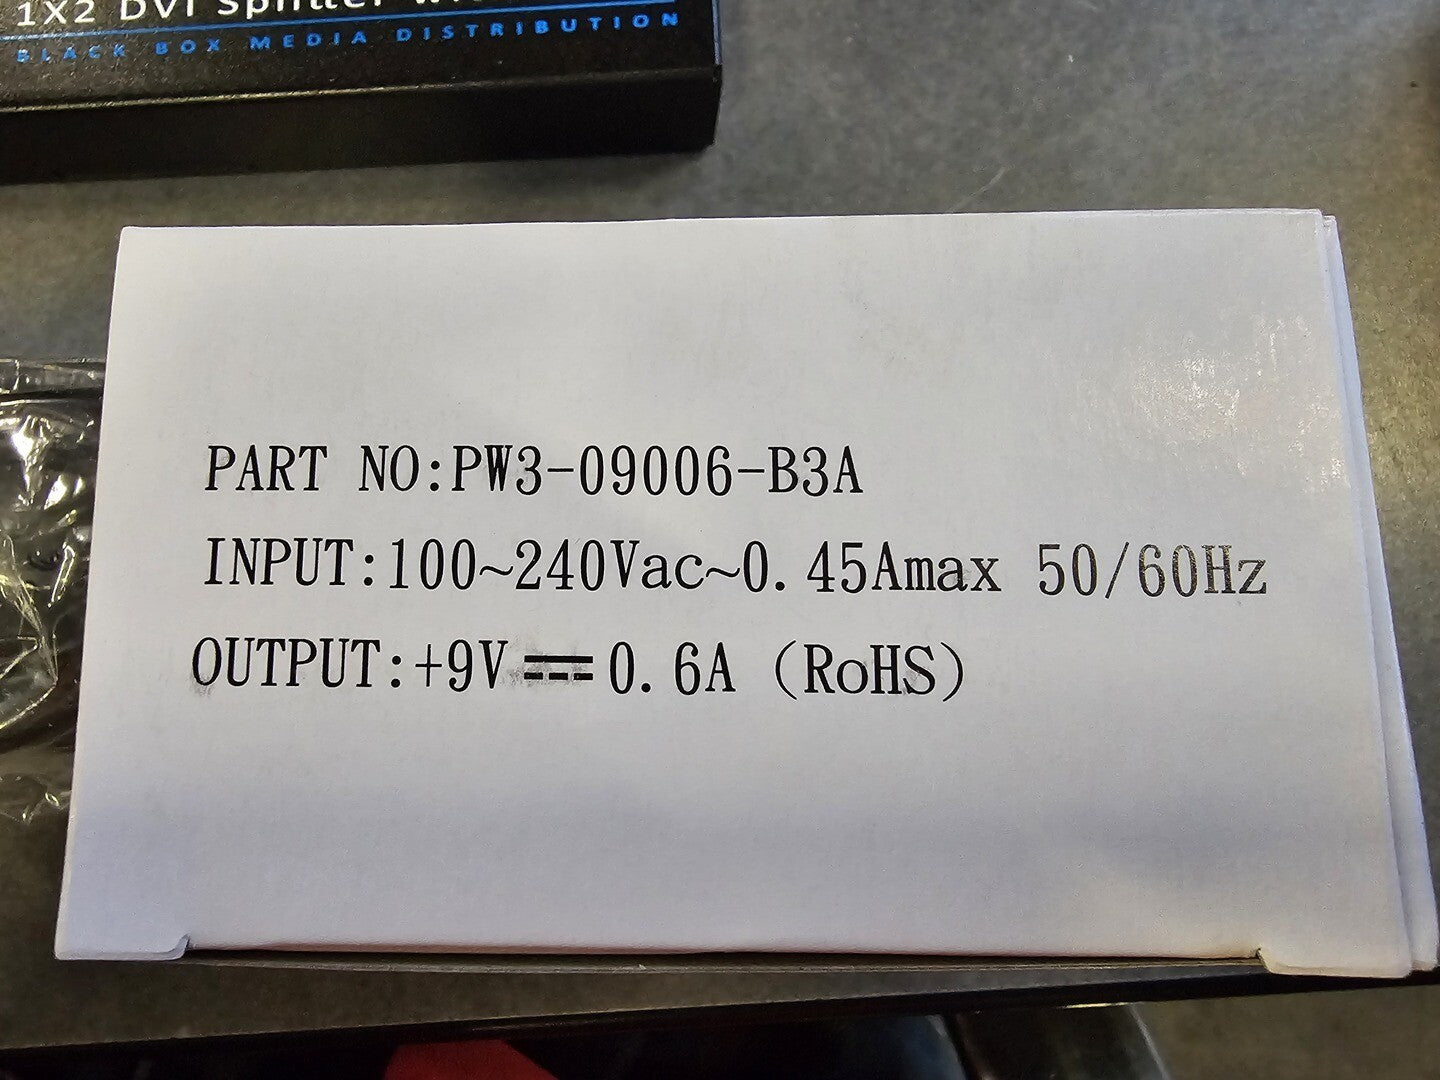 1X2 DVI Splitter
BLACK BOX MEDIA DISTRIBUTION
PART NO:PW3-09006-B3A
INPUT:100~240Vac~0.45Amax 50/60Hz
OUTPUT:+9V⎓0.6A (RoHS)